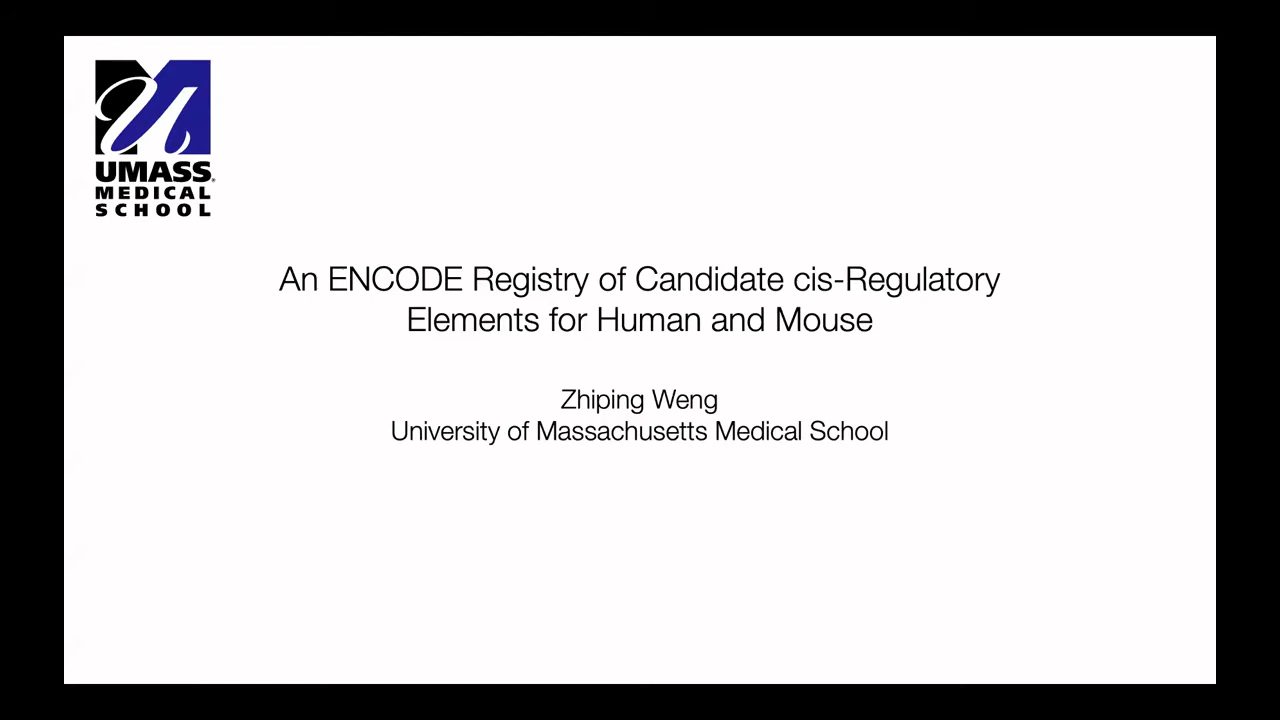 UMASS
MEDICAL
SCHOOL
An ENCODE Registry of Candidate cis-Regulatory
Elements for Human and Mouse
Zhiping Weng
University of Massachusetts Medical School